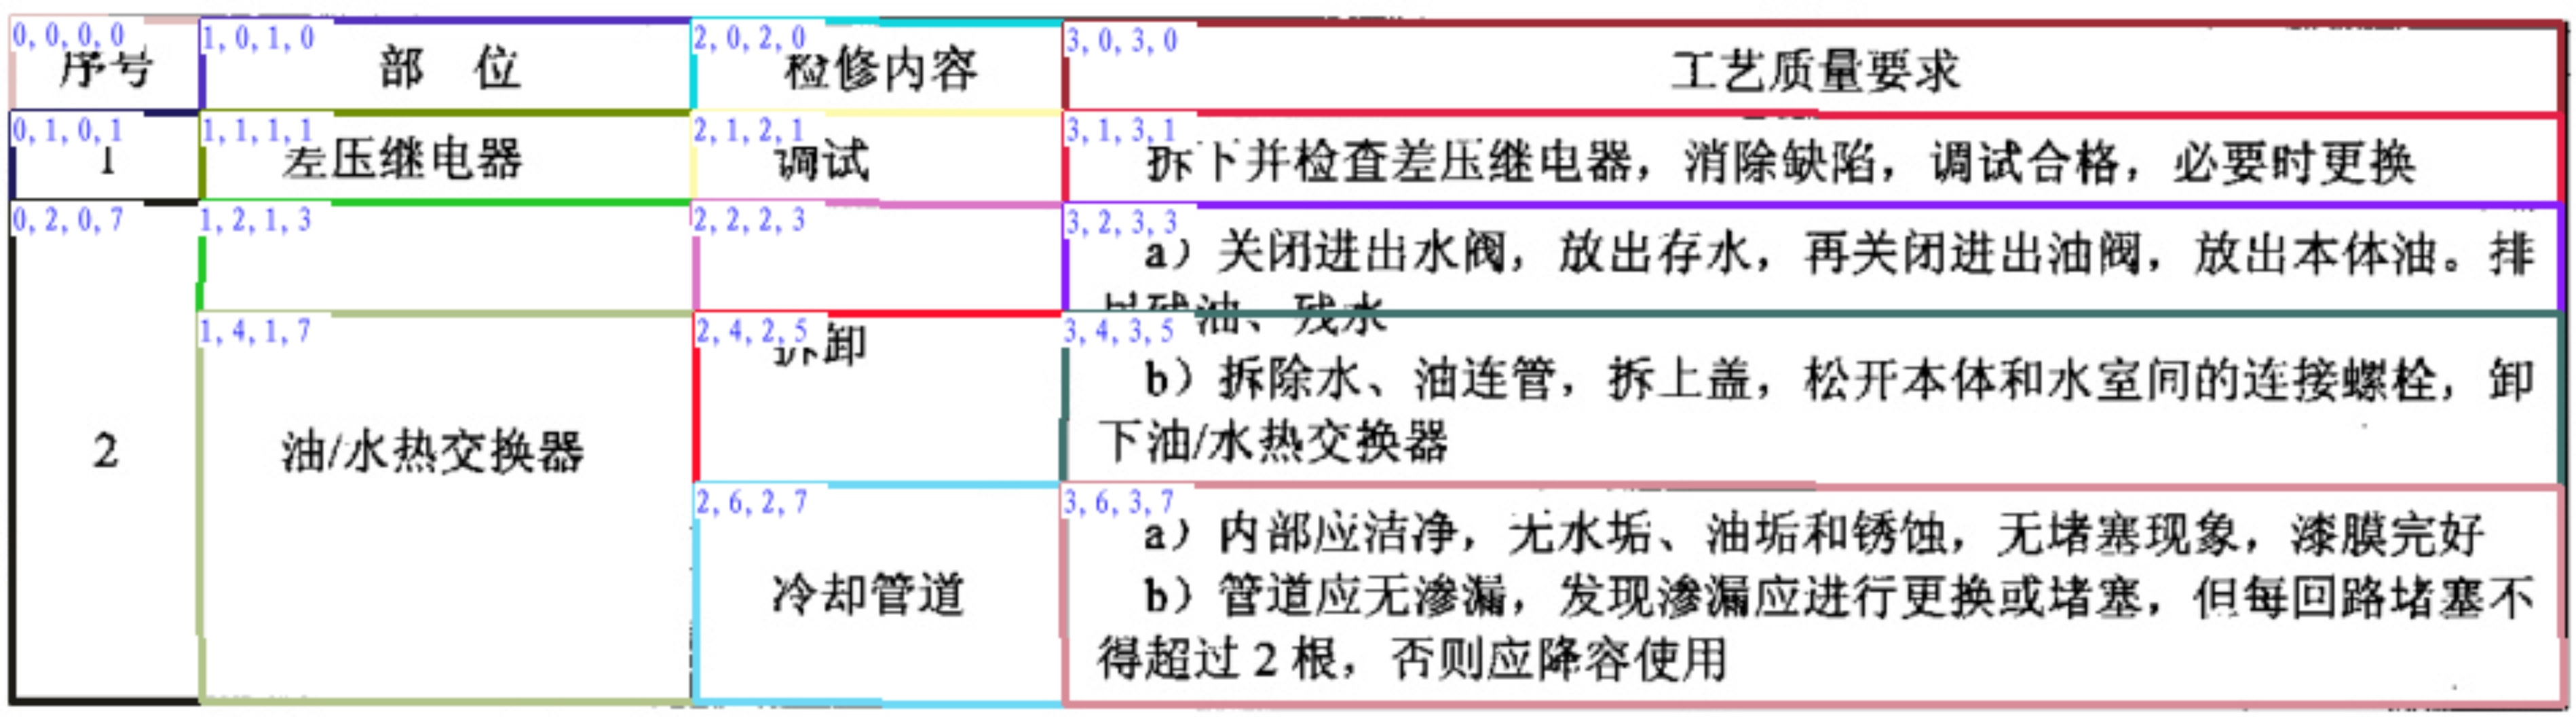 0, 0, 0, 0 1, 0, 1, 0 2, 0, 2, 0 3, 0, 3, 0
序号 部 位 检修内容 工艺质量要求
0, 1, 0, 1 1, 1, 1, 1 2, 1, 2, 1 3, 1, 3, 1
1 差压继电器 调试 拆下并检查差压继电器，消除缺陷，调试合格，必要时更换
0, 2, 0, 7 1, 2, 1, 3 2, 2, 2, 3 3, 2, 3, 3
a）关闭进出水阀，放出存水，再关闭进出油阀，放出本体油。排
残油、残水
1, 4, 1, 7 2, 4, 2, 5 3, 4, 3, 5
拆卸
b）拆除水、油连管，拆上盖，松开本体和水室间的连接螺栓，卸
下油/水热交换器
2 油/水热交换器
2, 6, 2, 7 3, 6, 3, 7
a）内部应洁净，无水垢、油垢和锈蚀，无堵塞现象，漆膜完好
冷却管道
b）管道应无渗漏，发现渗漏应进行更换或堵塞，但每回路堵塞不
得超过 2 根，否则应降容使用